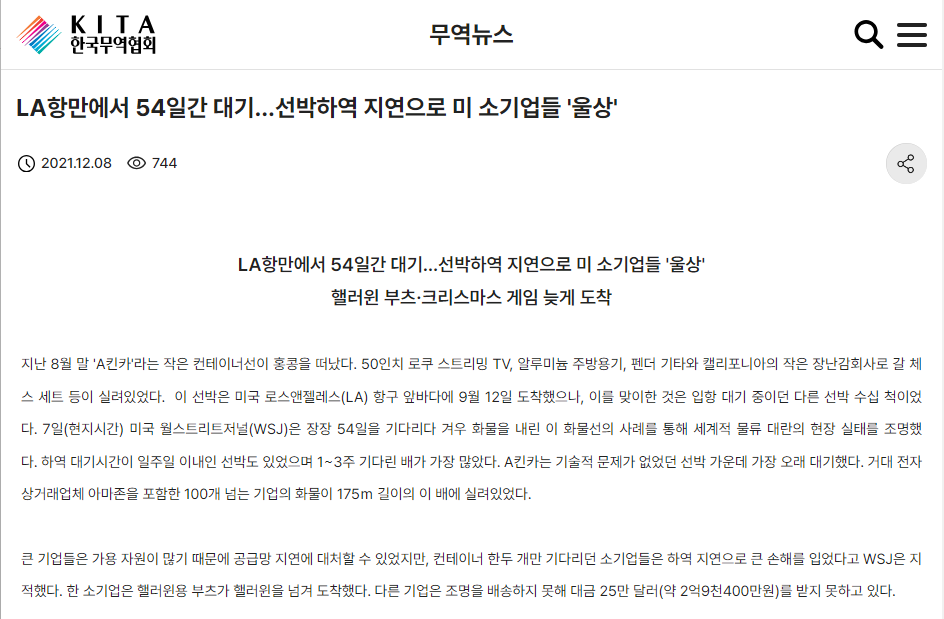 KITA
한국무역협회
무역뉴스
LA항만에서 54일간 대기...선박하역 지연으로 미 소기업들 '울상'
2021.12.08 744
LA항만에서 54일간 대기...선박하역 지연으로 미 소기업들 '울상'
핼러윈 부츠·크리스마스 게임 늦게 도착
지난 8월 말 'A킨카'라는 작은 컨테이너선이 홍콩을 떠났다. 50인치 로쿠 스트리밍 TV, 알루미늄 주방용기, 펜더 기타와 캘리포니아의 작은 장난감회사로 갈 체
스 세트 등이 실려있었다. 이 선박은 미국 로스앤젤레스(LA) 항구 앞바다에 9월 12일 도착했으나, 이를 맞이한 것은 입항 대기 중이던 다른 선박 수십 척이었
다. 7일(현지시간) 미국 월스트리트저널(WSJ)은 장장 54일을 기다리다 겨우 화물을 내린 이 화물선의 사례를 통해 세계적 물류 대란의 현장 실태를 조명했
다. 하역 대기시간이 일주일 이내인 선박도 있었으며 1~3주 기다린 배가 가장 많았다. A킨카는 기술적 문제가 없었던 선박 가운데 가장 오래 대기했다. 거대 전자
상거래업체 아마존을 포함한 100개 넘는 기업의 화물이 175m 길이의 이 배에 실려있었다.
큰 기업들은 가용 자원이 많기 때문에 공급망 지연에 대처할 수 있었지만, 컨테이너 한두 개만 기다리던 소기업들은 하역 지연으로 큰 손해를 입었다고 WSJ은 지
적했다. 한 소기업은 핼러윈용 부츠가 핼러윈을 넘겨 도착했다. 다른 기업은 조명을 배송하지 못해 대금 25만 달러(약 2억9천400만원)를 받지 못하고 있다.